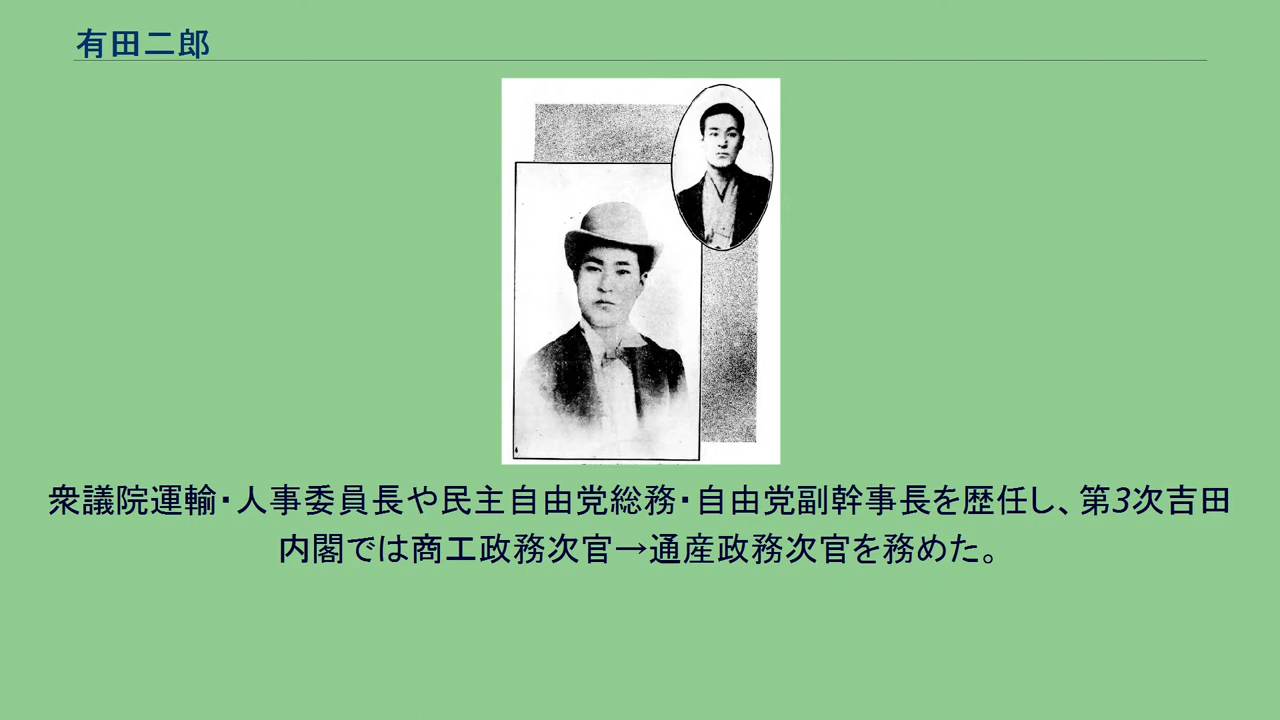 有田二郎
衆議院運輸・人事委員長や民主自由党総務・自由党副幹事長を歴任し、第3次吉田
内閣では商工政務次官→通産政務次官を務めた。